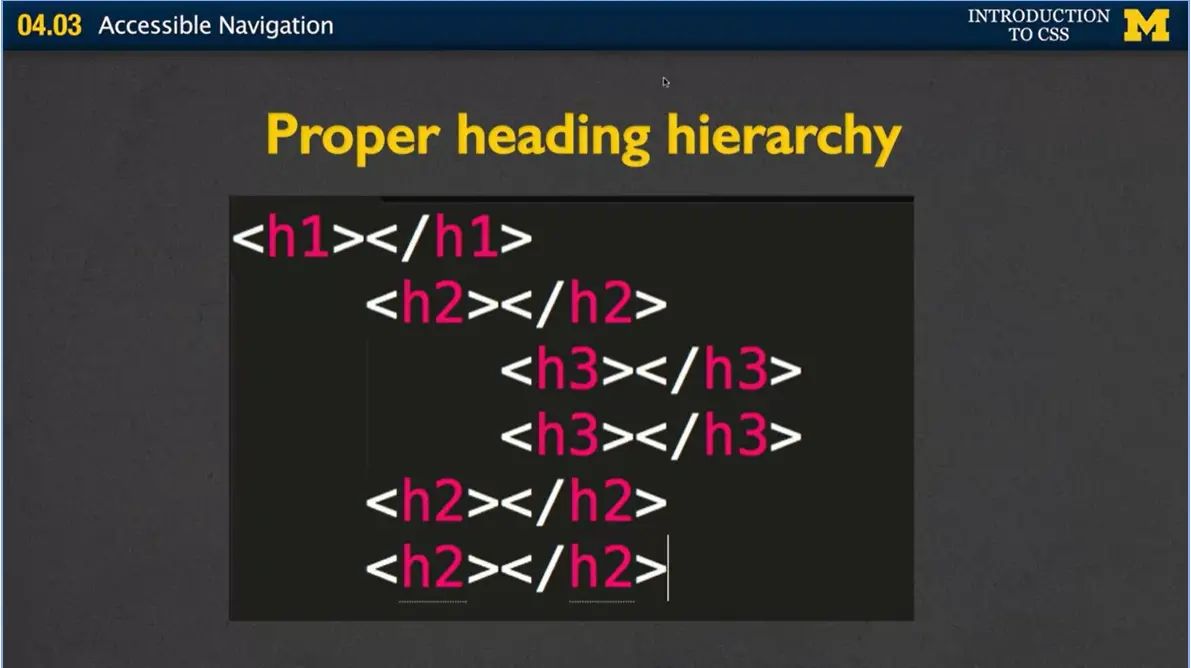 04.03 Accessible Navigation
INTRODUCTION
TO CSS
M
Proper heading hierarchy
<h1></h1>
<h2></h2>
<h3></h3>
<h3></h3>
<h2></h2>
<h2></h2>